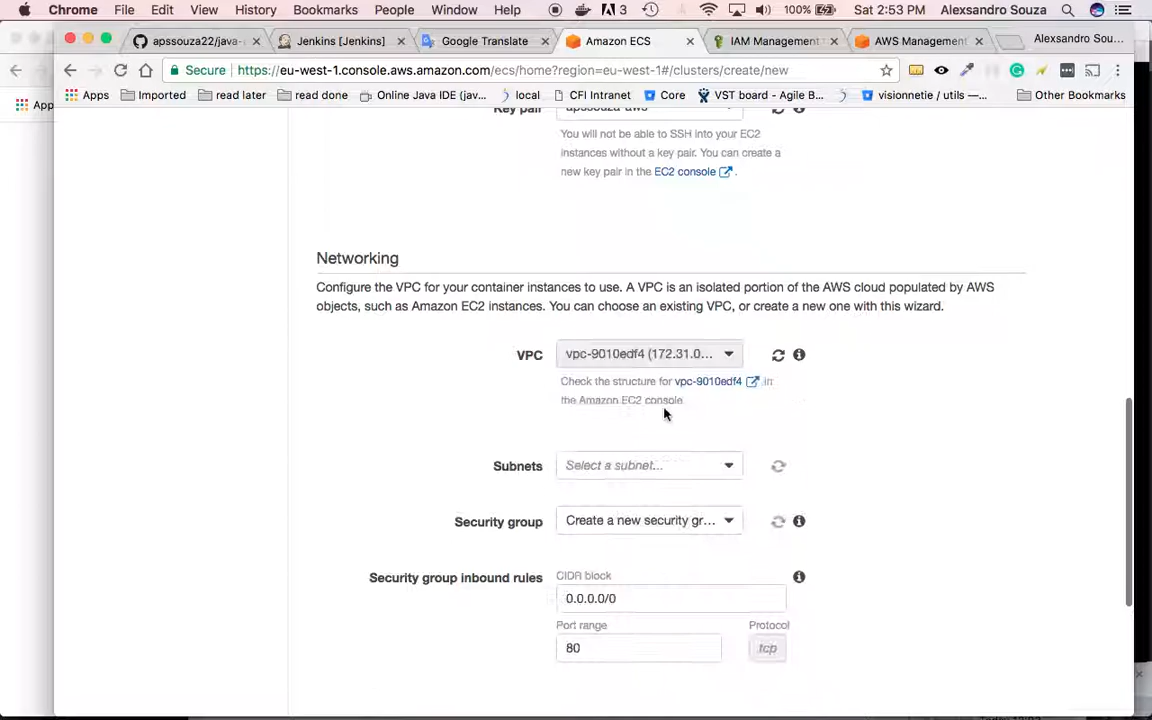 Chrome File Edit View History Bookmarks People Window Help 3 100% Sat 2:53 PM Alexsandro Souza
apssouza22/java- Jenkins [Jenkins] Google Translate Amazon ECS IAM Management AWS Management Alexsandro Sou...
Secure https://eu-west-1.console.aws.amazon.com/ecs/home?region=eu-west-1#/clusters/create/new
Apps Imported read later read done Online Java IDE (jav... local CFI Intranet Core VST board - Agile B... visionnetie / utils —... Other Bookmarks
Key pair apssouza-aws
You will not be able to SSH into your EC2
instances without a key pair. You can create a
new key pair in the EC2 console .
Networking
Configure the VPC for your container instances to use. A VPC is an isolated portion of the AWS cloud populated by AWS
objects, such as Amazon EC2 instances. You can choose an existing VPC, or create a new one with this wizard.
VPC vpc-9010edf4 (172.31.0...
Check the structure for vpc-9010edf4 in
the Amazon EC2 console.
Subnets Select a subnet...
Security group Create a new security gr...
Security group inbound rules CIDR block
0.0.0.0/0
Port range Protocol
80 tcp